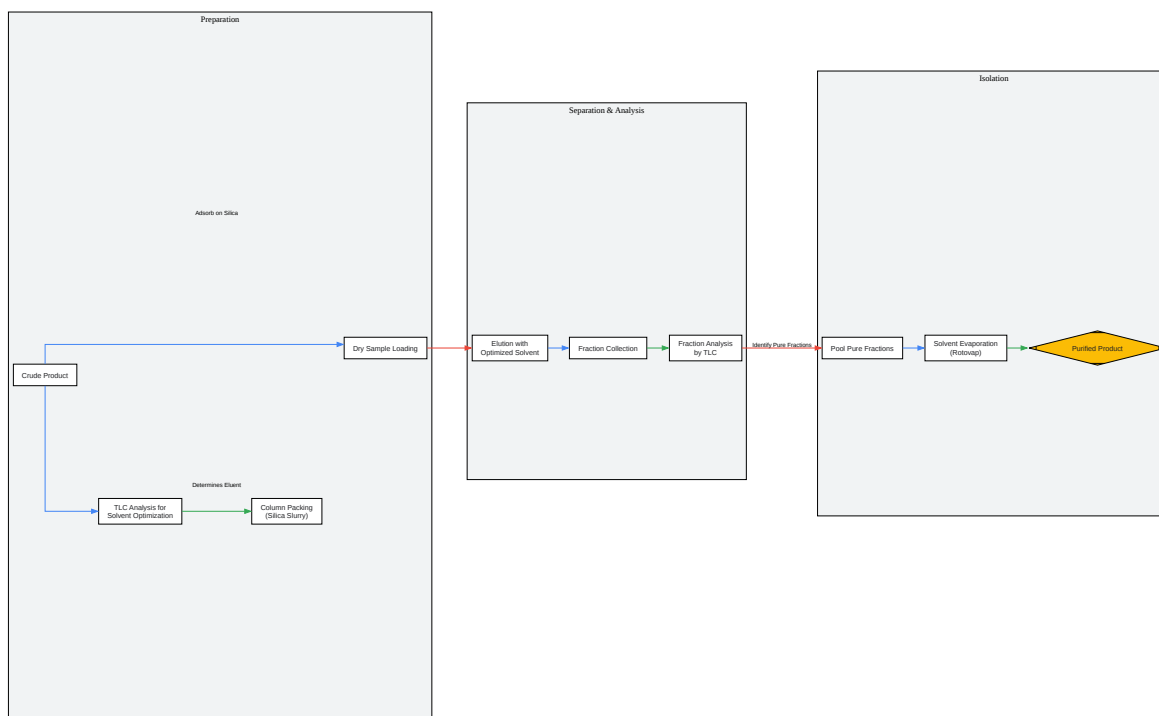 Preparation
Adsorb on Silica
Dry Sample Loading
Crude Product
Determines Eluent
TLC Analysis for
Solvent Optimization
Column Packing
(Silica Slurry)
Separation & Analysis
Elution with
Optimized Solvent
Fraction Collection
Fraction Analysis
by TLC
Identify Pure Fractions
Isolation
Pool Pure Fractions
Solvent Evaporation
(Rotovap)
Purified Product